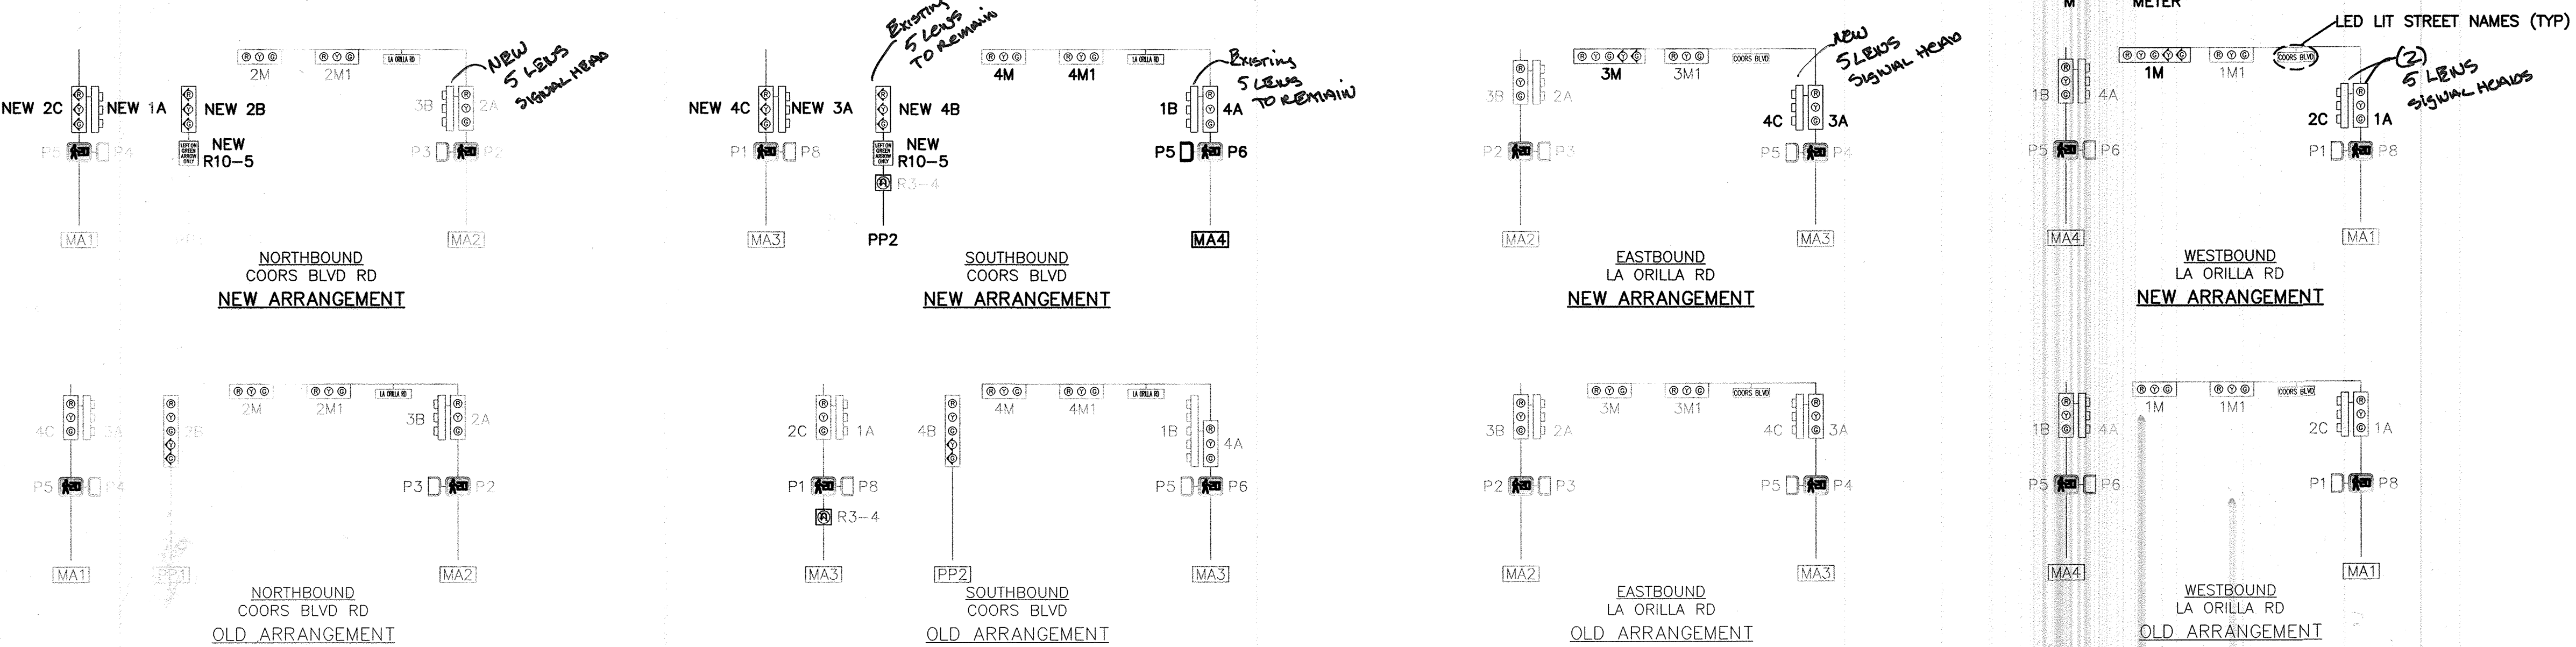 M METER
LED LIT STREET NAMES (TYP)
Existing
5 Lens
To Remain
NEW
5 LENS
SIGNAL HEAD
R Y G
2M
R Y G
2M1
LA ORILLA RD
NEW 2C
R Y G
NEW 1A
R Y G
NEW 2B
3B
R Y G
2A
P5
P4
LEFT ON GREEN ARROW ONLY
NEW
R10-5
P3
P2
MA1
MA2
NORTHBOUND
COORS BLVD RD
NEW ARRANGEMENT
R Y G
4M
R Y G
4M1
LA ORILLA RD
Existing
5 LENS
TO REMAIN
NEW 4C
R Y G
NEW 3A
R Y G
NEW 4B
1B
R Y G
4A
P1
P8
LEFT ON GREEN ARROW ONLY
NEW
R10-5
R3-4
P5
P6
MA3
PP2
MA4
SOUTHBOUND
COORS BLVD
NEW ARRANGEMENT
R Y G Y G
3M
R Y G
3M1
COORS BLVD
NEW
5 LENS
SIGNAL HEAD
3B
R Y G
2A
4C
R Y G
3A
P2
P3
P5
P4
MA2
MA3
EASTBOUND
LA ORILLA RD
NEW ARRANGEMENT
R Y G Y G
1M
R Y G
1M1
COORS BLVD
(2)
5 LENS
SIGNAL HEADS
1B
R Y G
4A
2C
R Y G
1A
P5
P6
P1
P8
MA4
MA1
WESTBOUND
LA ORILLA RD
NEW ARRANGEMENT
R Y G
2M
R Y G
2M1
LA ORILLA RD
4C
R Y G
3A
R Y G Y G
3B
R Y G
2A
P5
P4
P3
P2
MA1
PP1
MA2
NORTHBOUND
COORS BLVD RD
OLD ARRANGEMENT
R Y G
4M
R Y G
4M1
LA ORILLA RD
2C
R Y G
1A
4B
R Y G Y G
1B
R Y G
4A
P1
P8
R3-4
P5
P6
MA3
PP2
MA3
SOUTHBOUND
COORS BLVD
OLD ARRANGEMENT
R Y G
3M
R Y G
3M1
COORS BLVD
3B
R Y G
2A
4C
R Y G
3A
P2
P3
P5
P4
MA2
MA3
EASTBOUND
LA ORILLA RD
OLD ARRANGEMENT
R Y G
1M
R Y G
1M1
COORS BLVD
1B
R Y G
4A
2C
R Y G
1A
P5
P6
P1
P8
MA4
MA1
WESTBOUND
LA ORILLA RD
OLD ARRANGEMENT